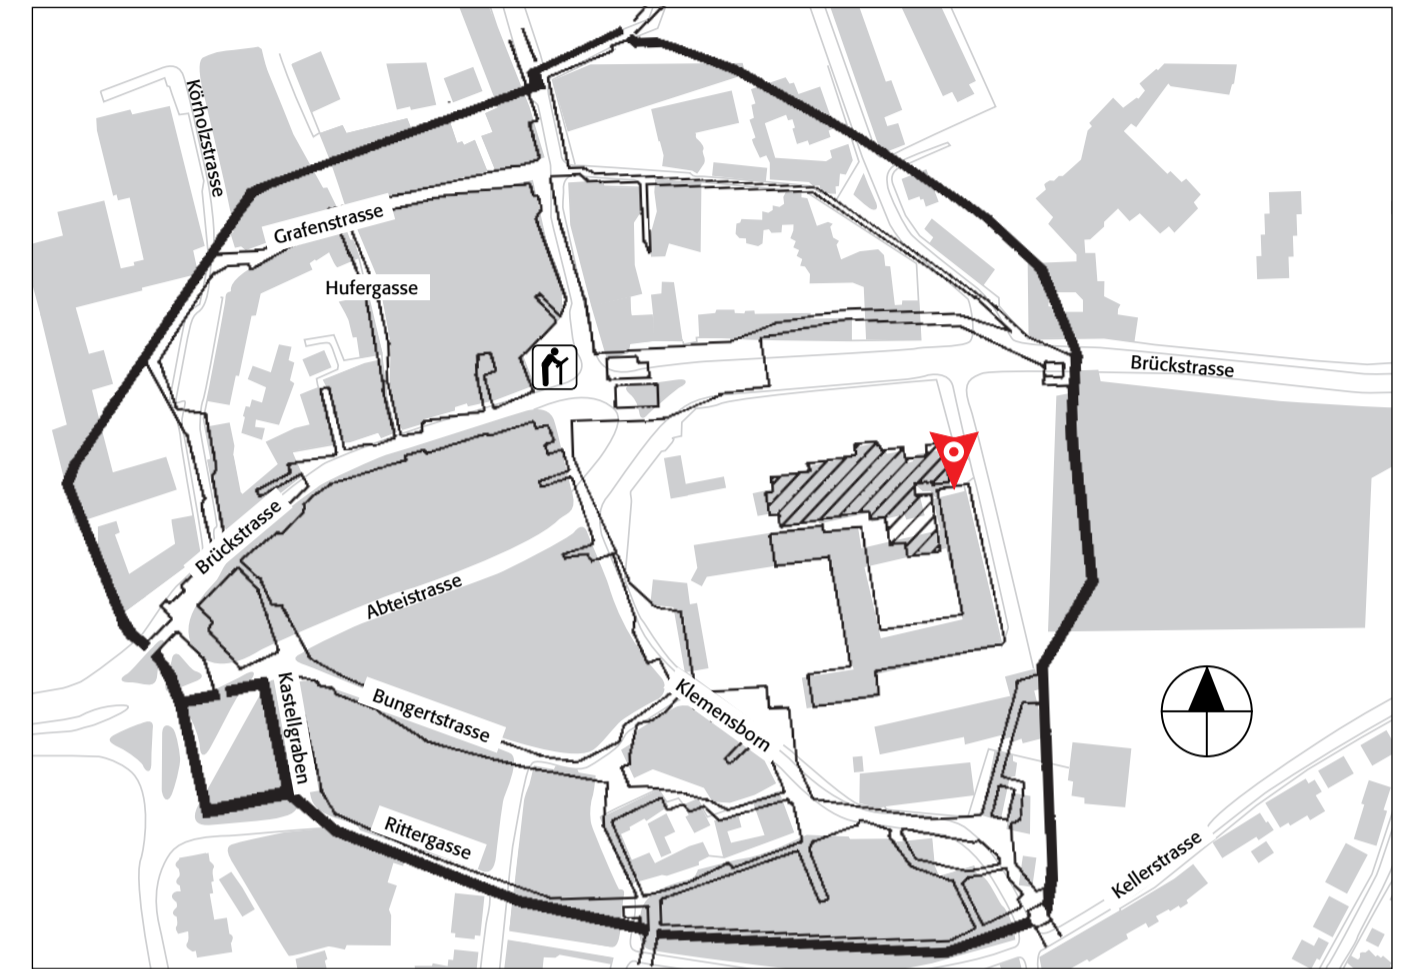 Körholzstrasse
Grafenstrasse
Hufergasse
Brückstrasse
Brückstrasse
Abteistrasse
Kastellgraben
Bungertstrasse
Klemensborn
Rittergasse
Kellerstrasse